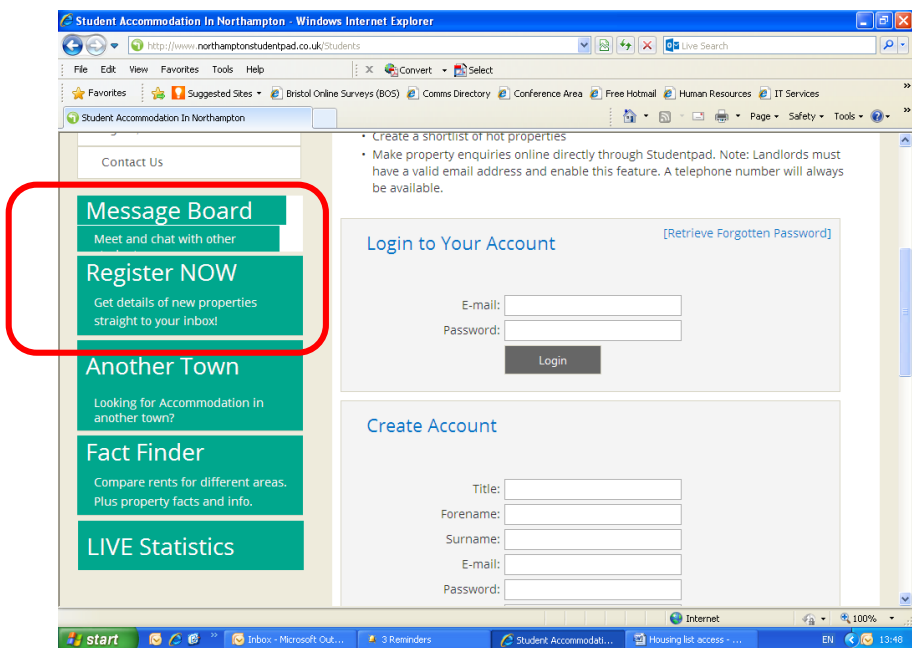 Student Accommodation In Northampton - Windows Internet Explorer
http://www.northamptonstudentpad.co.uk/Students
Live Search
File Edit View Favorites Tools Help
Convert Select
Favorites Suggested Sites Bristol Online Surveys (BOS) Comms Directory Conference Area Free Hotmail Human Resources IT Services »
Student Accommodation In Northampton
Page Safety Tools »
Contact Us
Message Board
Meet and chat with other
Register NOW
Get details of new properties
straight to your inbox!
Another Town
Looking for Accommodation in
another town?
Fact Finder
Compare rents for different areas.
Plus property facts and info.
LIVE Statistics
• Create a shortlist of hot properties
• Make property enquiries online directly through Studentpad. Note: Landlords must
have a valid email address and enable this feature. A telephone number will always
be available.
Login to Your Account
[Retrieve Forgotten Password]
E-mail:
Password:
Login
Create Account
Title:
Forename:
Surname:
E-mail:
Password:
Internet 100%
start » Inbox - Microsoft Out... 3 Reminders Student Accommodati... Housing list access - ... EN 13:48